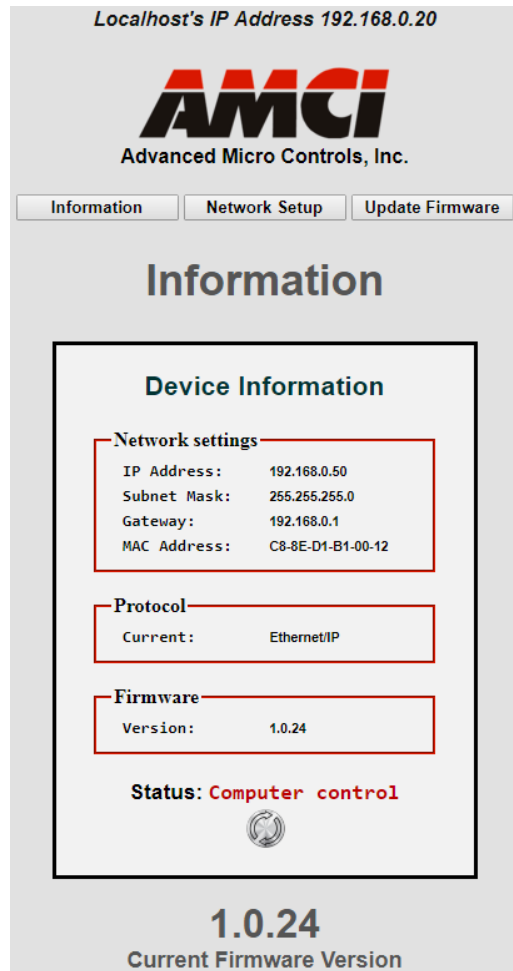 Localhost's IP Address 192.168.0.20
AMCI
Advanced Micro Controls, Inc.
Information Network Setup Update Firmware
Information
Device Information
Network settings
IP Address: 192.168.0.50
Subnet Mask: 255.255.255.0
Gateway: 192.168.0.1
MAC Address: C8-8E-D1-B1-00-12
Protocol
Current: Ethernet/IP
Firmware
Version: 1.0.24
Status: Computer control
1.0.24
Current Firmware Version